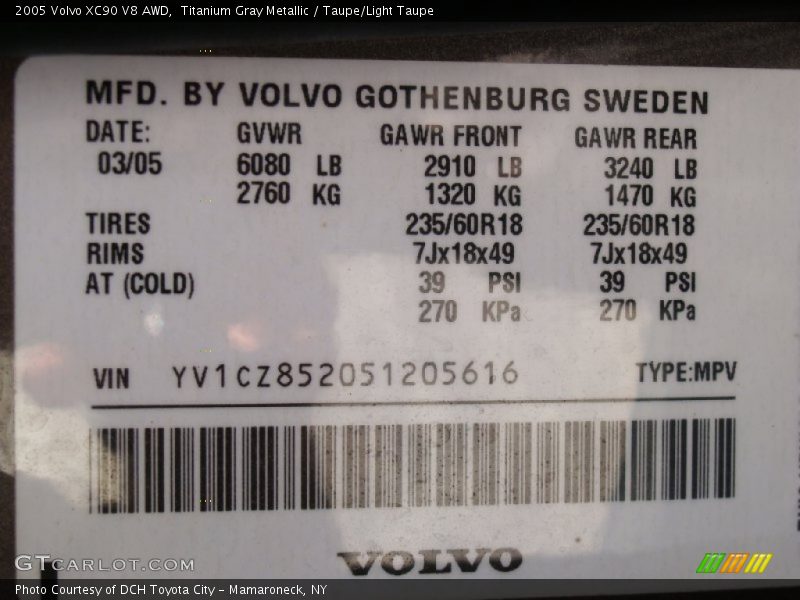 2005 Volvo XC90 V8 AWD,  Titanium Gray Metallic / Taupe/Light Taupe
MFD. BY VOLVO GOTHENBURG SWEDEN
DATE: GVWR GAWR FRONT GAWR REAR
03/05 6080 LB 2910 LB 3240 LB
2760 KG 1320 KG 1470 KG
TIRES 235/60R18 235/60R18
RIMS 7Jx18x49 7Jx18x49
AT (COLD) 39 PSI 39 PSI
270 KPa 270 KPa
VIN YV1CZ852051205616 TYPE:MPV
VOLVO
GTCARLOT.COM
Photo Courtesy of DCH Toyota City - Mamaroneck, NY